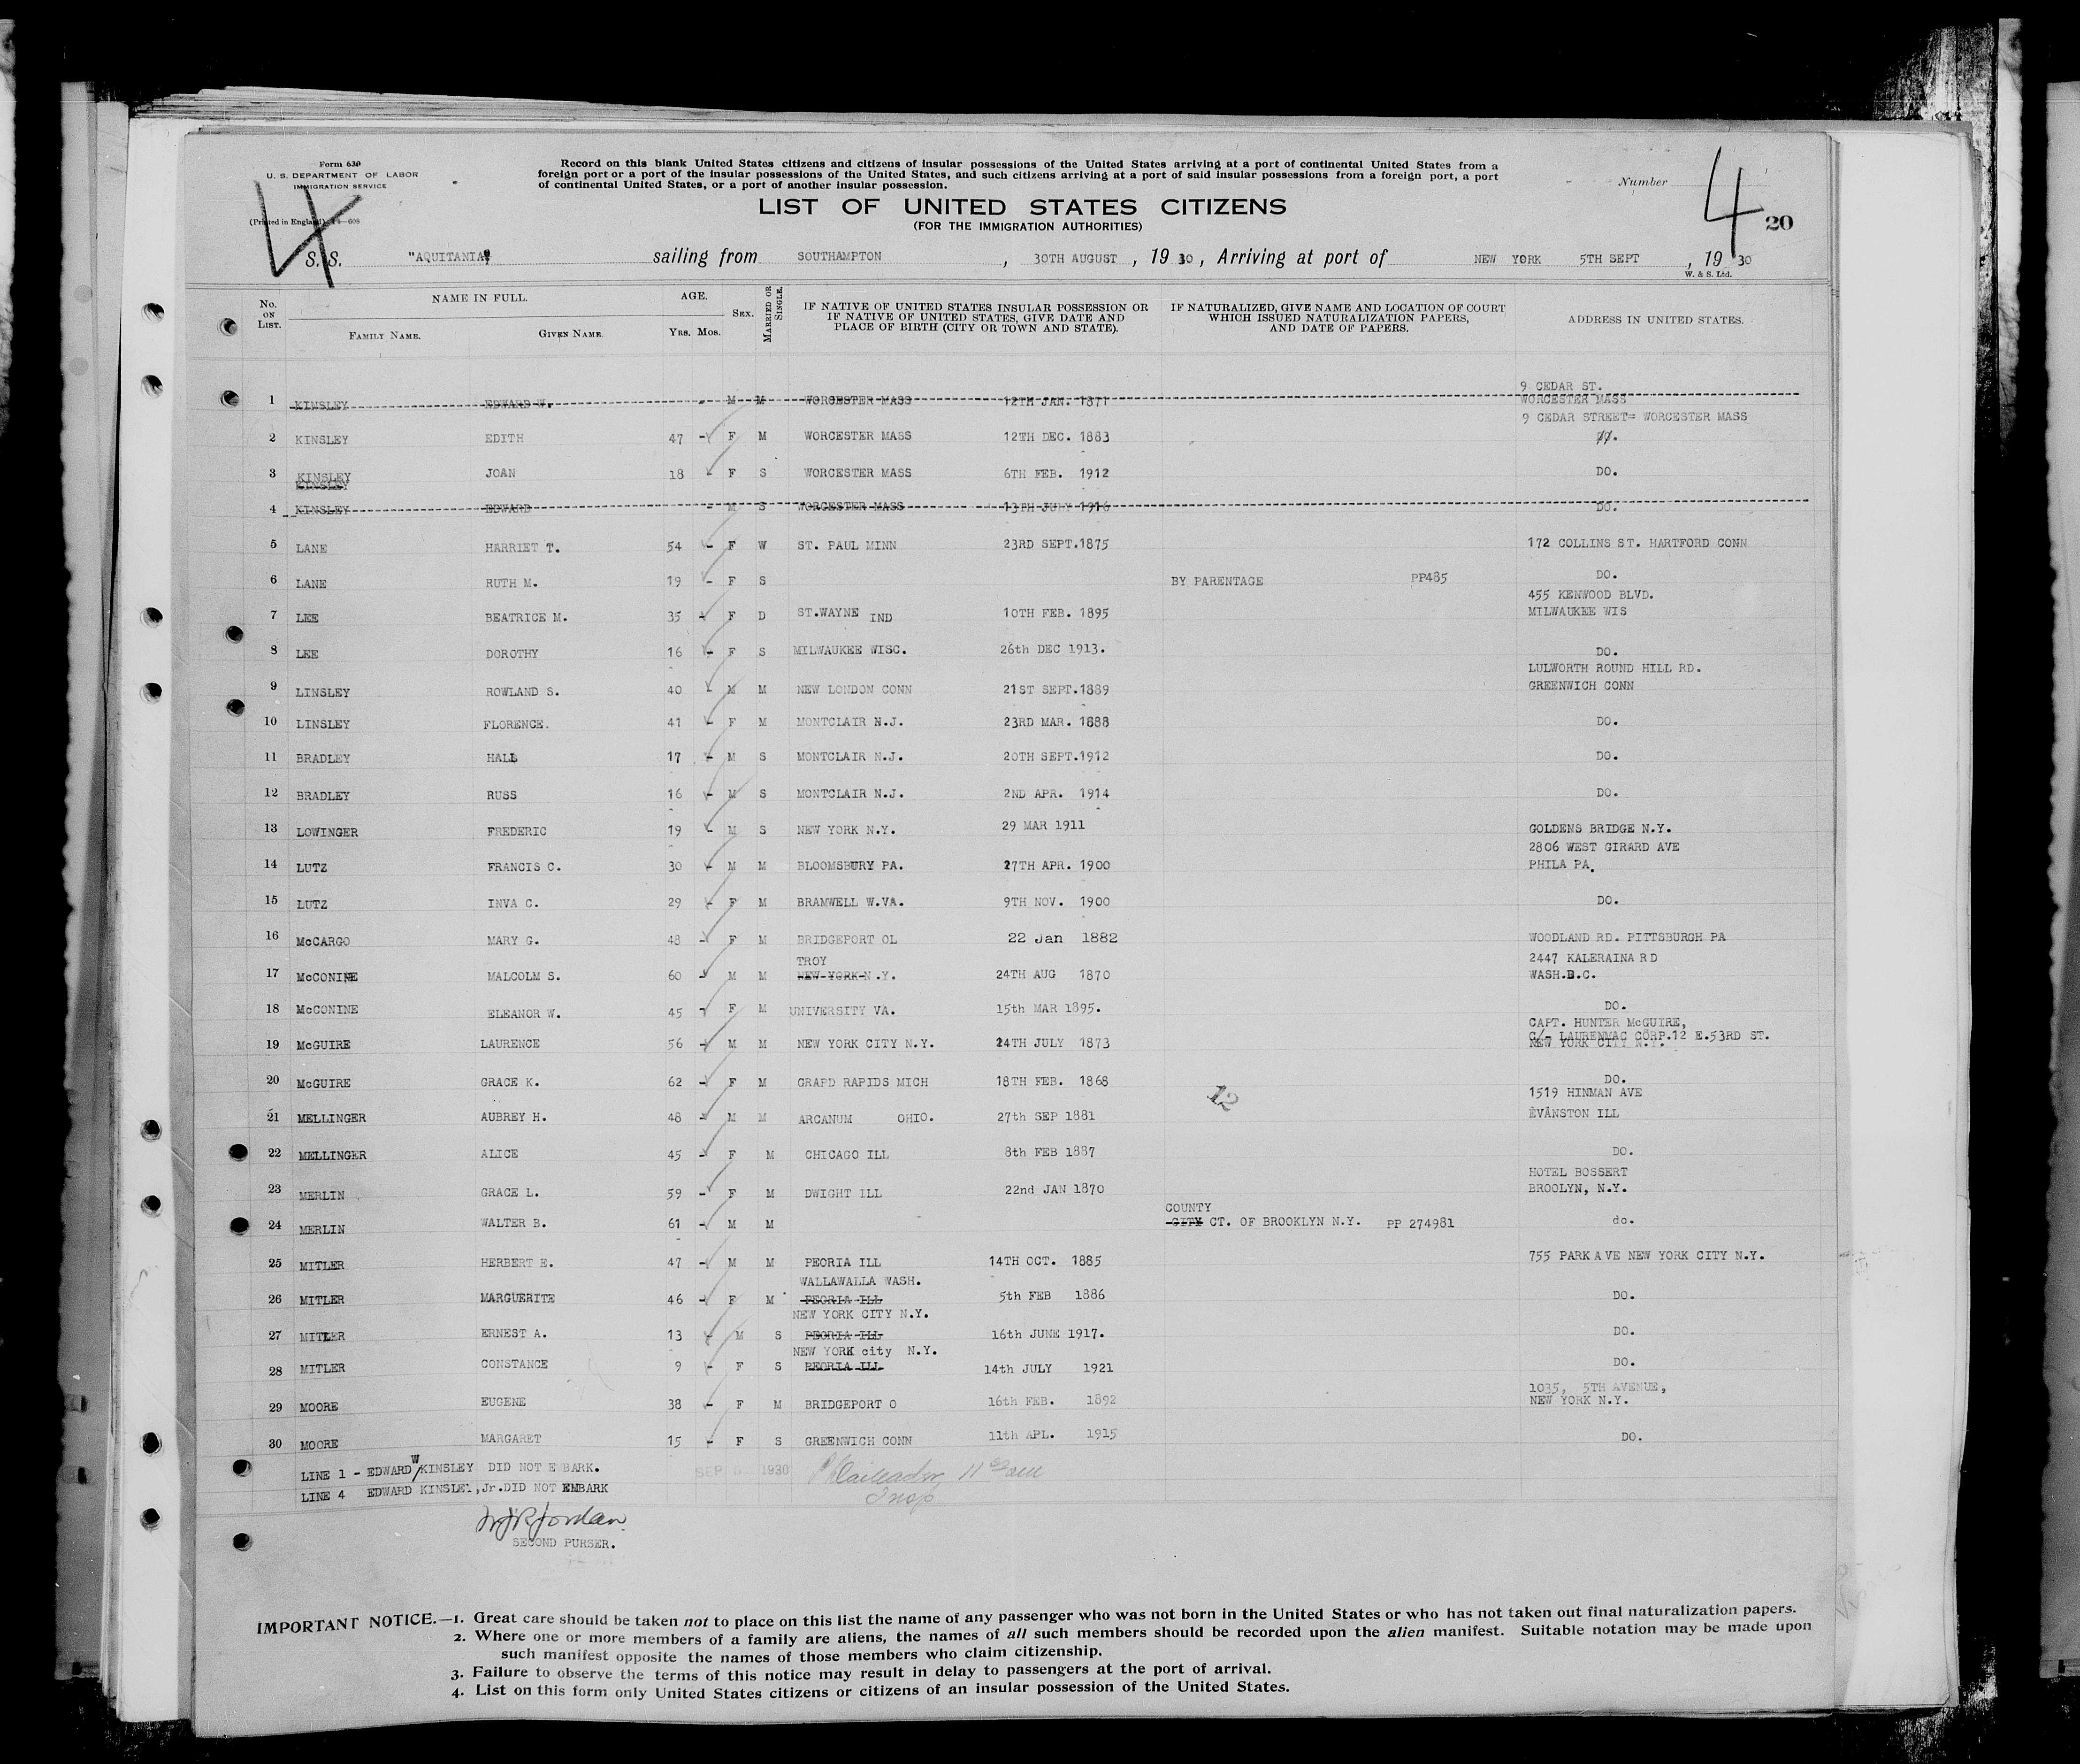 Form 630
U. S. DEPARTMENT OF LABOR
IMMIGRATION SERVICE
(Printed in England)
Record on this blank United States citizens and citizens of insular possessions of the United States arriving at a port of continental United States from a
foreign port or a port of the insular possessions of the United States, and such citizens arriving at a port of said insular possessions from a foreign port, a port
of continental United States, or a port of another insular possession.
Number 4
20
4
LIST OF UNITED STATES CITIZENS
(FOR THE IMMIGRATION AUTHORITIES)
S. S. "AQUITANIA" sailing from SOUTHAMPTON, 30TH AUGUST, 1930, Arriving at port of NEW YORK 5TH SEPT, 1930
W. & S. Ltd.
No. ON LIST. NAME IN FULL. FAMILY NAME. GIVEN NAME. AGE. YRS. MOS. SEX. MARRIED OR SINGLE. IF NATIVE OF UNITED STATES INSULAR POSSESSION OR IF NATIVE OF UNITED STATES, GIVE DATE AND PLACE OF BIRTH (CITY OR TOWN AND STATE). IF NATURALIZED, GIVE NAME AND LOCATION OF COURT WHICH ISSUED NATURALIZATION PAPERS, AND DATE OF PAPERS. ADDRESS IN UNITED STATES.
9 CEDAR ST.
1 KINSLEY EDWARD W. - M M WORCESTER MASS 12TH JAN. 1871 WORCESTER MASS
9 CEDAR STREET= WORCESTER MASS
2 KINSLEY EDITH 47 - F M WORCESTER MASS 12TH DEC. 1883
3 KINSLEY JOAN 18 - F S WORCESTER MASS 6TH FEB. 1912 DO.
KINSLEY
4 KINSLEY EDWARD - M S WORCESTER MASS 13TH JULY 1916 DO.
5 LANE HARRIET T. 54 - F W ST. PAUL MINN 23RD SEPT.1875 172 COLLINS ST. HARTFORD CONN
6 LANE RUTH M. 19 - F S BY PARENTAGE PP485 DO.
455 KENWOOD BLVD.
7 LEE BEATRICE M. 35 - F D ST.WAYNE IND 10TH FEB. 1895 MILWAUKEE WIS
8 LEE DOROTHY 16 - F S MILWAUKEE WISC. 26th DEC 1913. DO.
LULWORTH ROUND HILL RD.
9 LINSLEY ROWLAND S. 40 - M M NEW LONDON CONN 21ST SEPT.1889 GREENWICH CONN
10 LINSLEY FLORENCE. 41 - F M MONTCLAIR N.J. 23RD MAR. 1888 DO.
11 BRADLEY HALL 17 - M S MONTCLAIR N.J. 20TH SEPT.1912 DO.
12 BRADLEY RUSS 16 - M S MONTCLAIR N.J. 2ND APR. 1914 DO.
13 LOWINGER FREDERIC 19 - M S NEW YORK N.Y. 29 MAR 1911 GOLDENS BRIDGE N.Y.
2806 WEST GIRARD AVE
14 LUTZ FRANCIS C. 30 - M M BLOOMSBURY PA. 27TH APR. 1900 PHILA PA.
15 LUTZ INVA C. 29 - F M BRAMWELL W.VA. 9TH NOV. 1900 DO.
16 McCARGO MARY G. 48 - F M BRIDGEPORT OL 22 Jan 1882 WOODLAND RD. PITTSBURGH PA
TROY 2447 KALERAINA RD
17 McCONINE MALCOLM S. 60 - M M NEW YORK N.Y. 24TH AUG 1870 WASH.D.C.
18 McCONINE ELEANOR W. 45 - F M UNIVERSITY VA. 15th MAR 1895. DO.
CAPT. HUNTER McGUIRE,
C/- LAURENMAC CORP.12 E.53RD ST.
19 McGUIRE LAURENCE 56 - M M NEW YORK CITY N.Y. 24TH JULY 1873 NEW YORK CITY N.Y.
20 McGUIRE GRACE K. 62 - F M GRAPD RAPIDS MICH 18TH FEB. 1868 DO.
12 1519 HINMAN AVE
21 MELLINGER AUBREY H. 48 - M M ARCANUM OHIO. 27th SEP 1881 EVANSTON ILL
22 MELLINGER ALICE 45 - F M CHICAGO ILL 8th FEB 1887 DO.
HOTEL BOSSERT
23 MERLIN GRACE L. 59 - F M DWIGHT ILL 22nd JAN 1870 BROOLYN, N.Y.
COUNTY
24 MERLIN WALTER B. 61 - M M CITY CT. OF BROOKLYN N.Y. PP 274981 do.
25 MITLER HERBERT E. 47 - M M PEORIA ILL 14TH OCT. 1885 755 PARK AVE NEW YORK CITY N.Y.
WALLAWALLA WASH.
26 MITLER MARGUERITE 46 - F M PEORIA ILL 5th FEB 1886 DO.
NEW YORK CITY N.Y.
27 MITLER ERNEST A. 13 - M S PEORIA ILL 16th JUNE 1917. DO.
NEW YORK city N.Y.
28 MITLER CONSTANCE 9 - F S PEORIA ILL 14th JULY 1921 DO.
1035, 5TH AVENUE,
29 MOORE EUGENE 38 - F M BRIDGEPORT O 16th FEB. 1892 NEW YORK N.Y.
30 MOORE MARGARET 15 - F S GREENWICH CONN 11th APL. 1915 DO.
LINE 1 - EDWARD W KINSLEY DID NOT EMBARK. SEP 1930
Insp
LINE 4 EDWARD KINSLEY,Jr.DID NOT EMBARK
Jordan
SECOND PURSER.
IMPORTANT NOTICE.—1. Great care should be taken not to place on this list the name of any passenger who was not born in the United States or who has not taken out final naturalization papers.
2. Where one or more members of a family are aliens, the names of all such members should be recorded upon the alien manifest. Suitable notation may be made upon
such manifest opposite the names of those members who claim citizenship.
3. Failure to observe the terms of this notice may result in delay to passengers at the port of arrival.
4. List on this form only United States citizens or citizens of an insular possession of the United States.